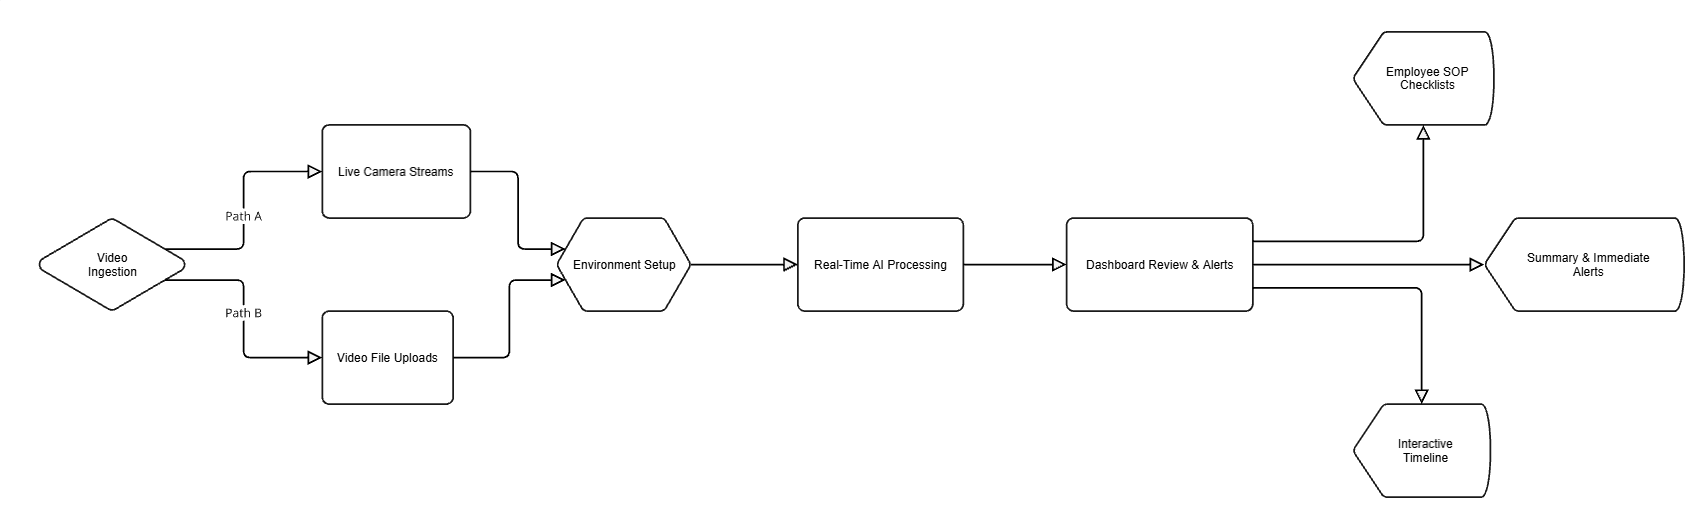 Video
Ingestion
Path A
Path B
Live Camera Streams
Video File Uploads
Environment Setup
Real-Time AI Processing
Dashboard Review & Alerts
Employee SOP
Checklists
Summary & Immediate
Alerts
Interactive
Timeline